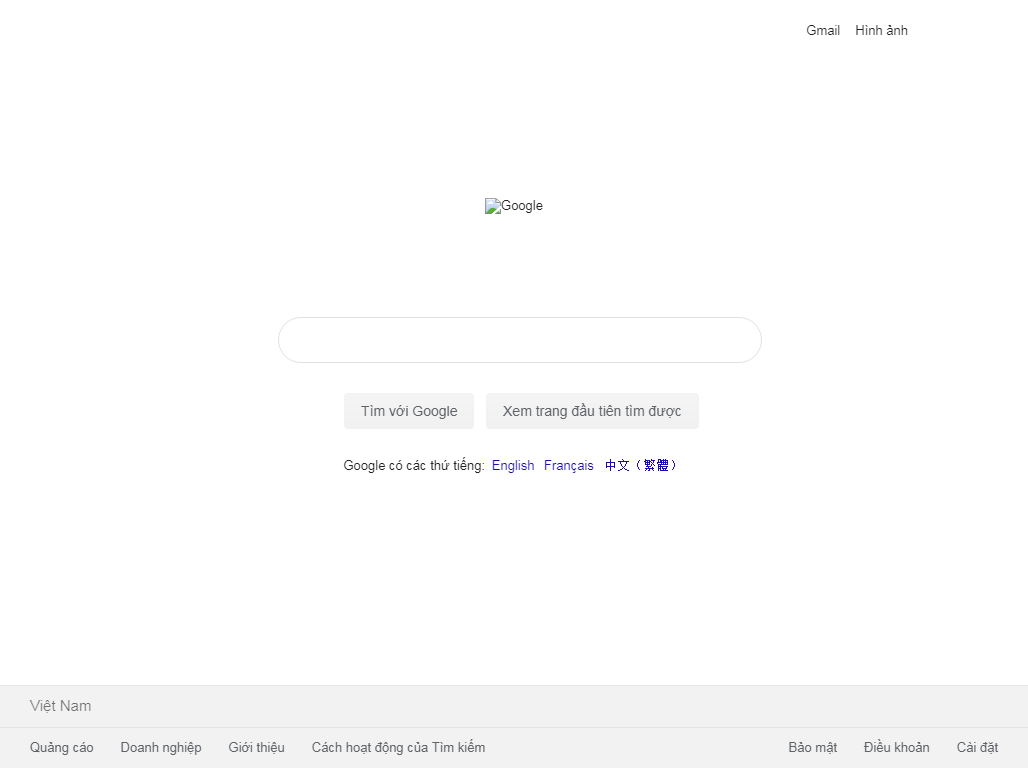 Gmail Hình ảnh
Google
Tìm với Google Xem trang đầu tiên tìm được
Google có các thứ tiếng: English Français 中文（繁體）
Việt Nam
Quảng cáo Doanh nghiệp Giới thiệu Cách hoạt động của Tìm kiếm Bảo mật Điều khoản Cài đặt